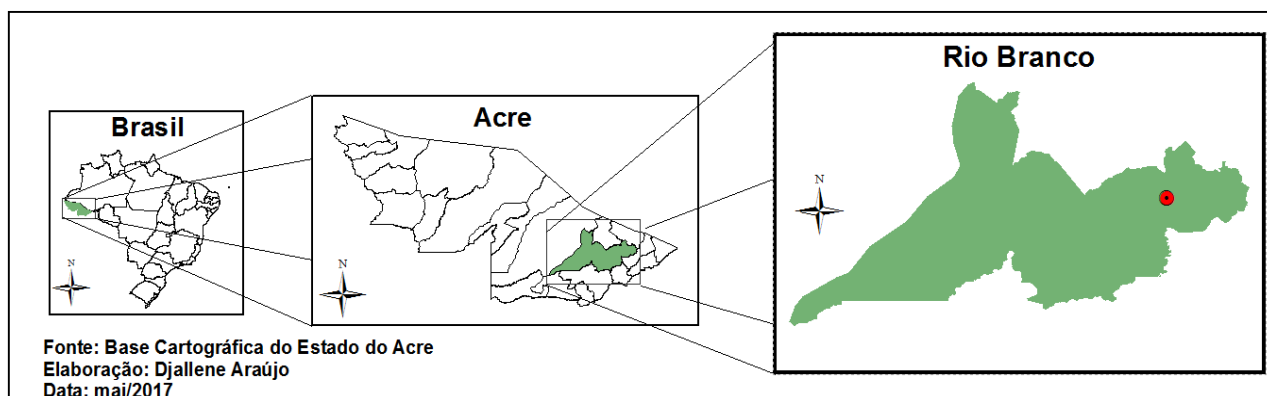 Brasil
N
Acre
N
Rio Branco
N
Fonte: Base Cartográfica do Estado do Acre
Elaboração: Djallene Araújo
Data: mai/2017